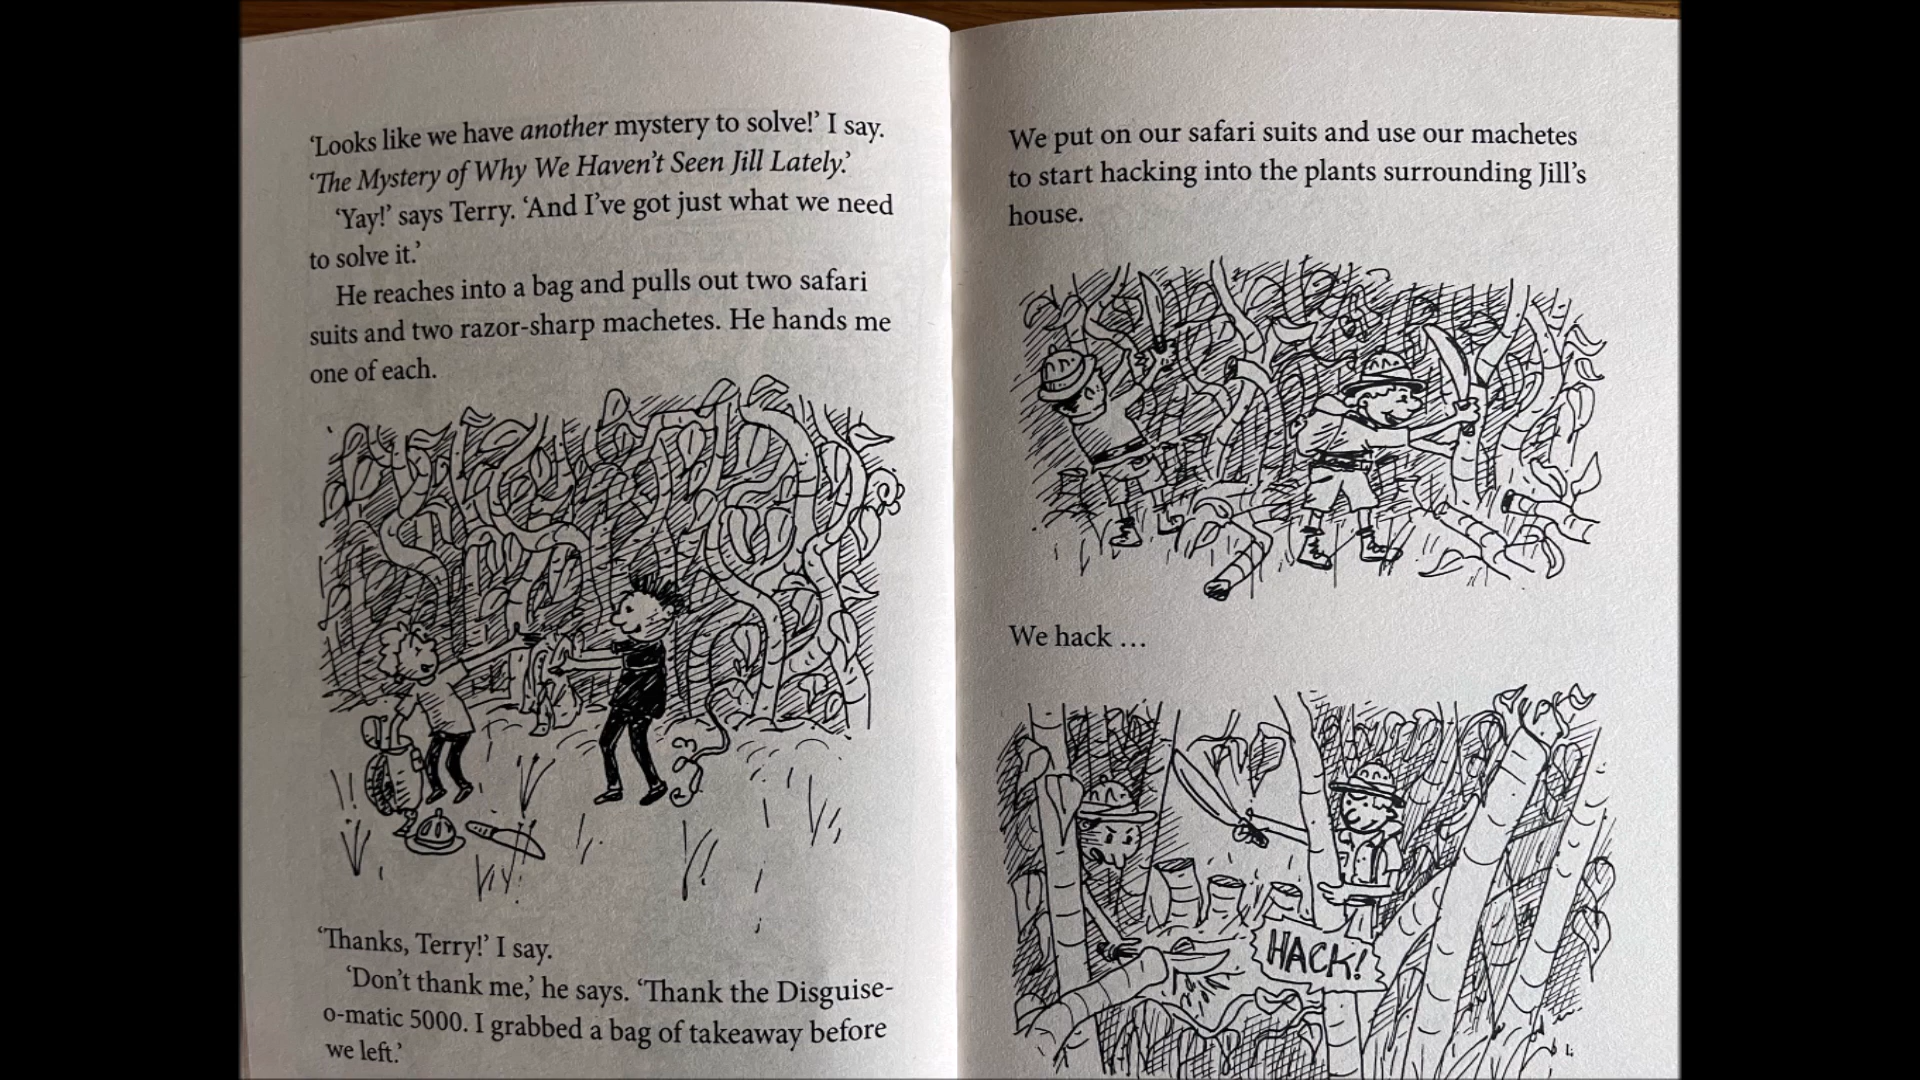 ‘Looks like we have another mystery to solve!’ I say.
‘The Mystery of Why We Haven’t Seen Jill Lately.’
‘Yay!’ says Terry. ‘And I’ve got just what we need
to solve it.’
He reaches into a bag and pulls out two safari
suits and two razor-sharp machetes. He hands me
one of each.
‘Thanks, Terry!’ I say.
‘Don’t thank me,’ he says. ‘Thank the Disguise-
o-matic 5000. I grabbed a bag of takeaway before
we left.’
We put on our safari suits and use our machetes
to start hacking into the plants surrounding Jill’s
house.
We hack …
HACK!